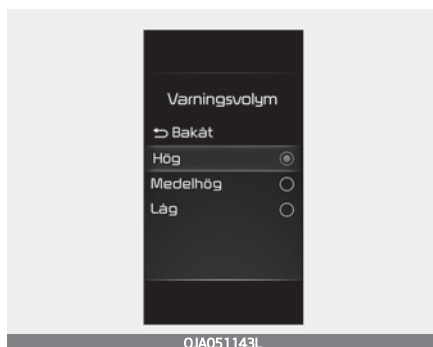 Varningsvolym
Bakåt
Hög
Medelhög
Låg
OJA051143L